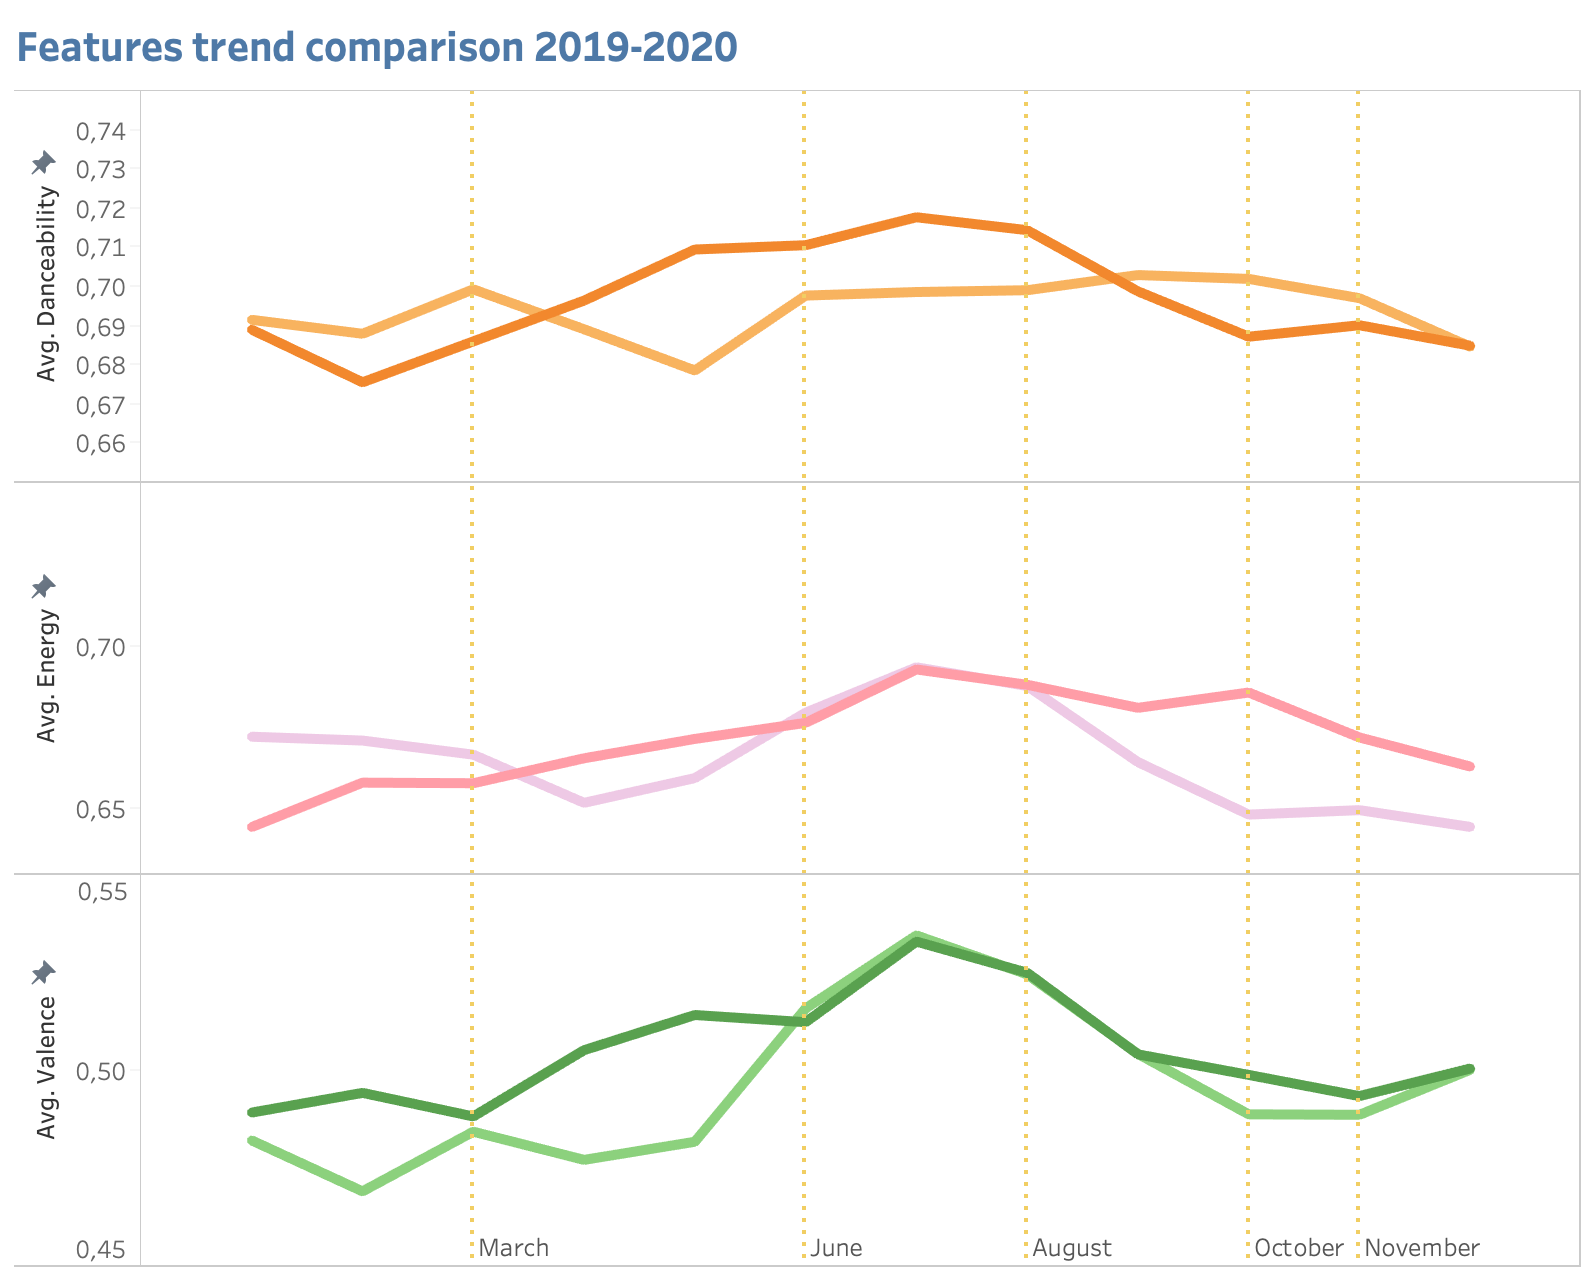 Features trend comparison 2019-2020
Avg. Danceability
0,74
0,73
0,72
0,71
0,70
0,69
0,68
0,67
0,66
Avg. Energy
0,70
0,65
Avg. Valence
0,55
0,50
0,45
March
June
August
October
November